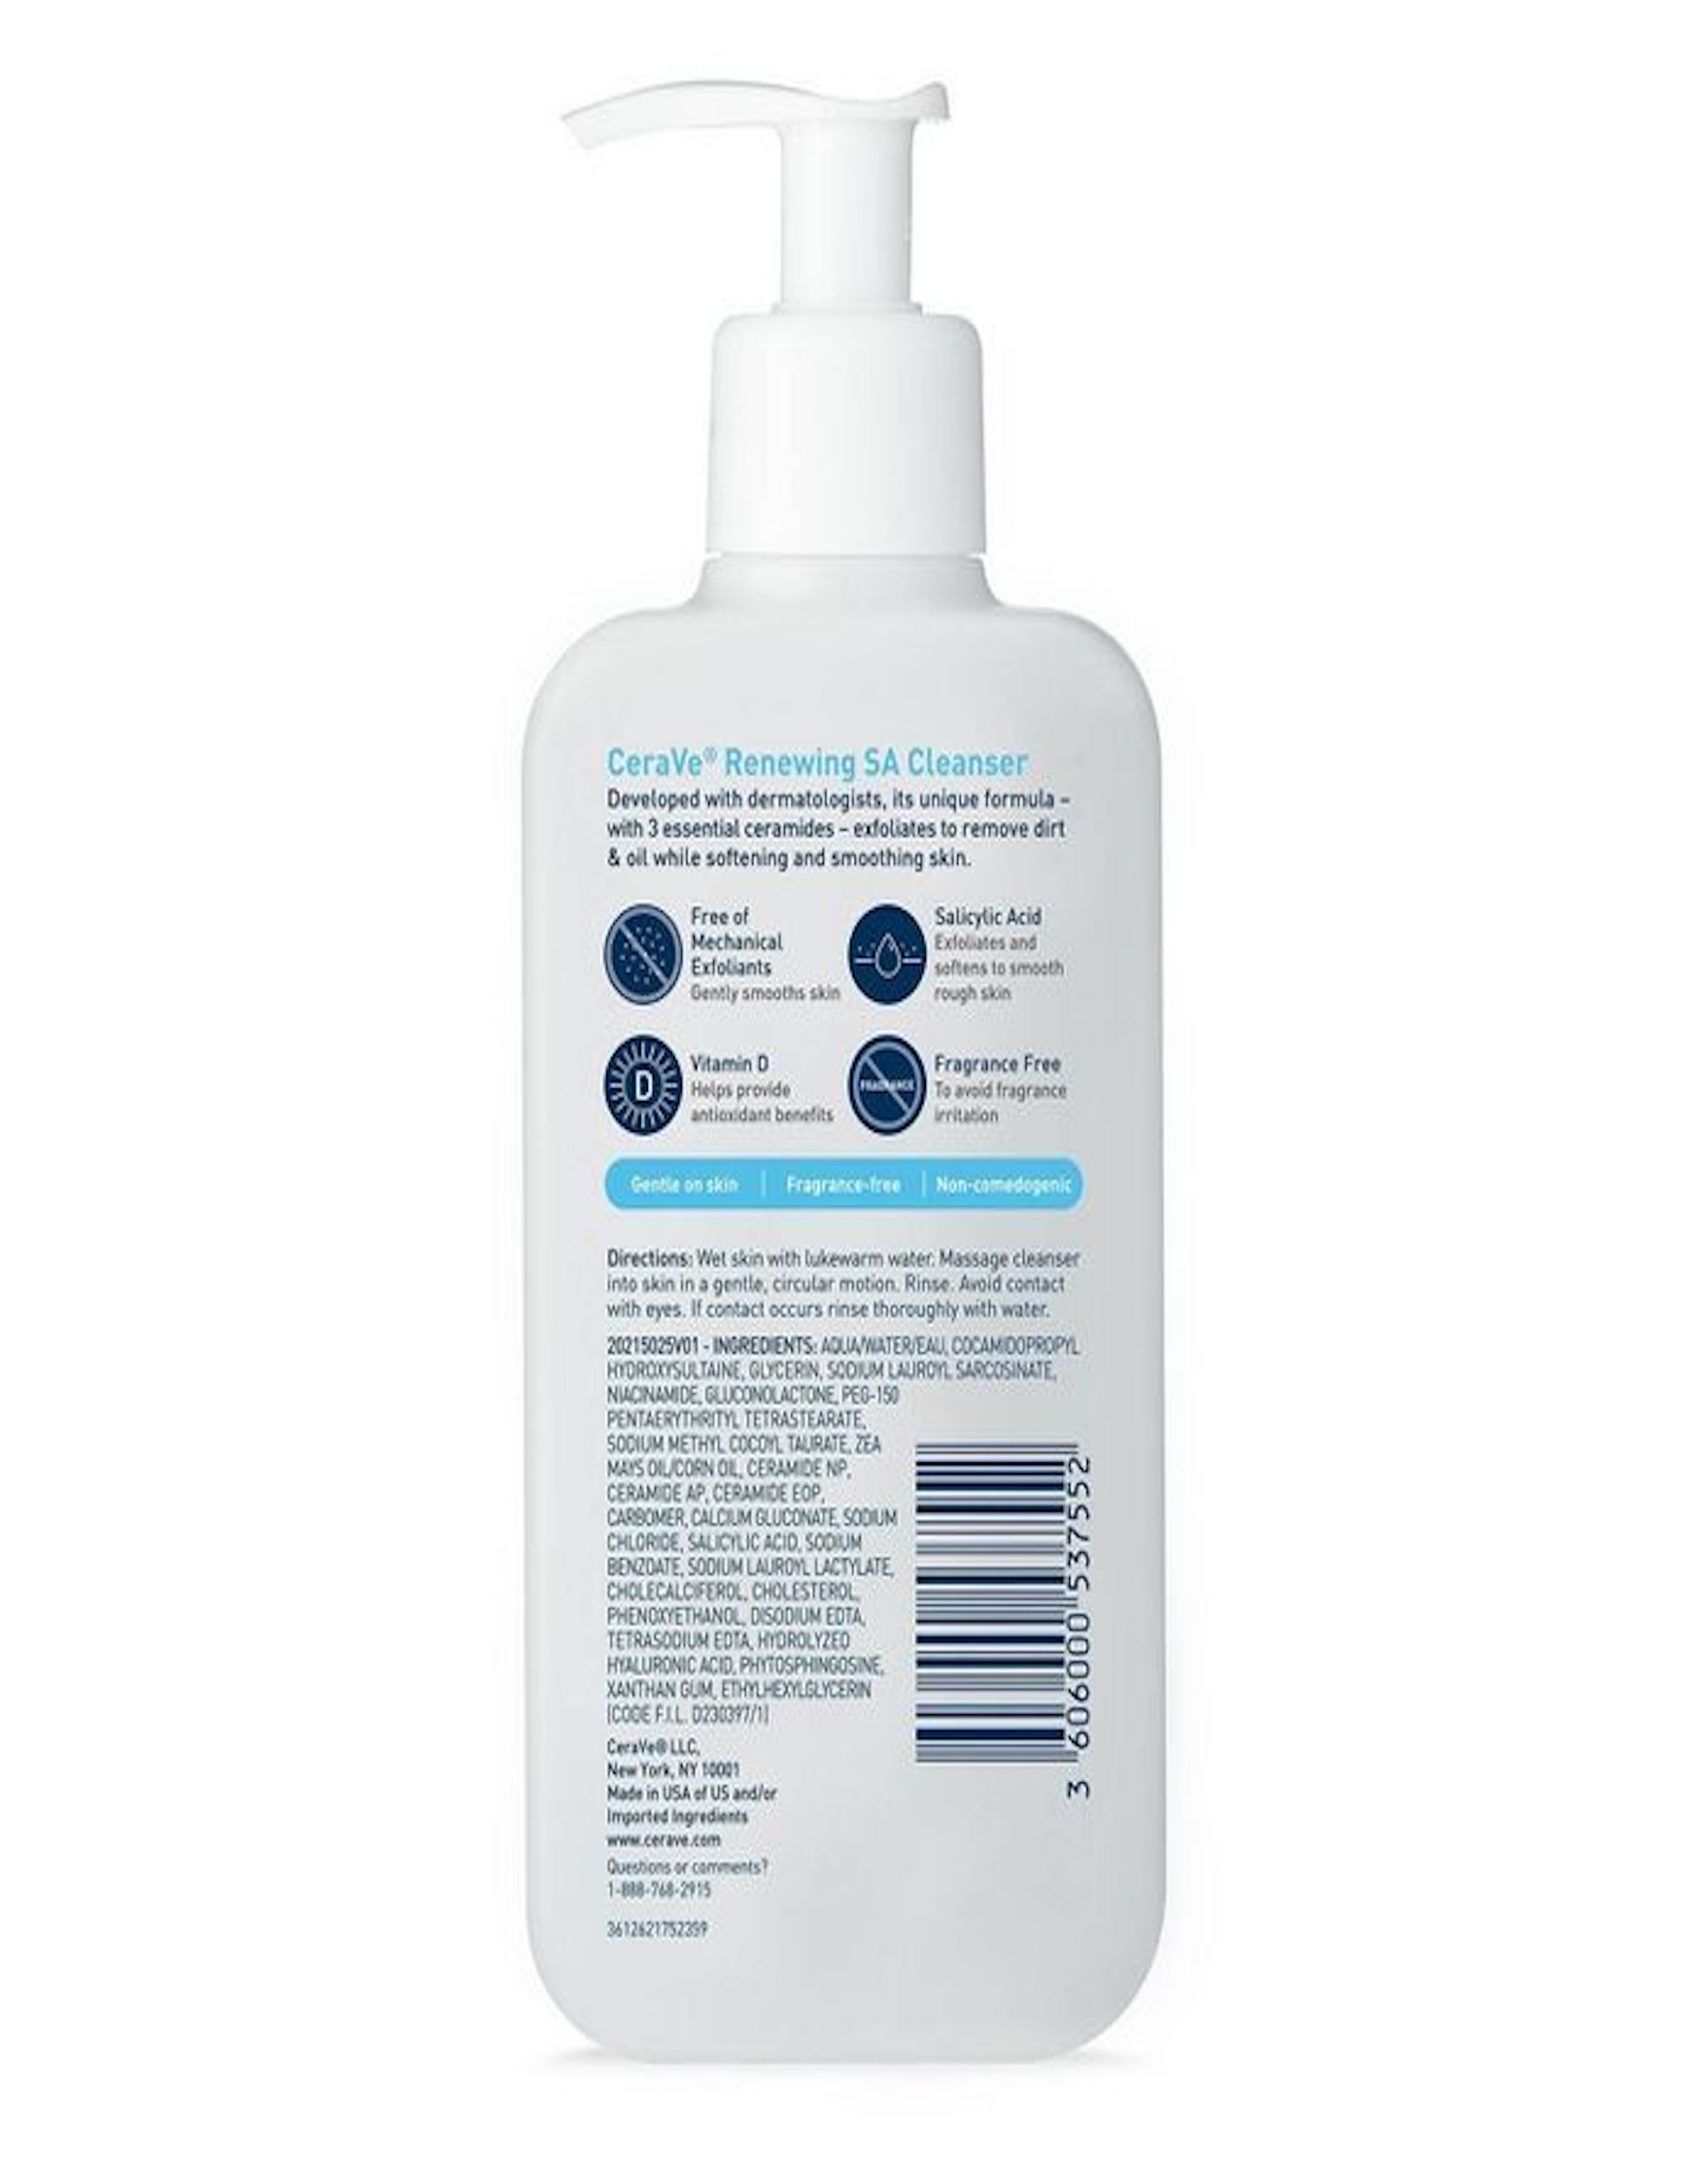 CeraVe® Renewing SA Cleanser
Developed with dermatologists, its unique formula –
with 3 essential ceramides – exfoliates to remove dirt
& oil while softening and smoothing skin.
Free of
Mechanical
Exfoliants
Gently smooths skin
Salicylic Acid
Exfoliates and
softens to smooth
rough skin
D
Vitamin D
Helps provide
antioxidant benefits
FRAGRANCE
Fragrance Free
To avoid fragrance
irritation
Gentle on skin | Fragrance-free | Non-comedogenic
Directions: Wet skin with lukewarm water. Massage cleanser
into skin in a gentle, circular motion. Rinse. Avoid contact
with eyes. If contact occurs rinse thoroughly with water.
20215025V01 - INGREDIENTS: AQUA/WATER/EAU, COCAMIDOPROPYL
HYDROXYSULTAINE, GLYCERIN, SODIUM LAUROYL SARCOSINATE,
NIACINAMIDE, GLUCONOLACTONE, PEG-150
PENTAERYTHRITYL TETRASTEARATE,
SODIUM METHYL COCOYL TAURATE, ZEA
MAYS OIL/CORN OIL, CERAMIDE NP,
CERAMIDE AP, CERAMIDE EOP,
CARBOMER, CALCIUM GLUCONATE, SODIUM
CHLORIDE, SALICYLIC ACID, SODIUM
BENZOATE, SODIUM LAUROYL LACTYLATE,
CHOLECALCIFEROL, CHOLESTEROL,
PHENOXYETHANOL, DISODIUM EDTA,
TETRASODIUM EDTA, HYDROLYZED
HYALURONIC ACID, PHYTOSPHINGOSINE,
XANTHAN GUM, ETHYLHEXYLGLYCERIN
(CODE F.I.L. D230397/1)
3 606000 537552
CeraVe® LLC,
New York, NY 10001
Made in USA of US and/or
Imported Ingredients
www.cerave.com
Questions or comments?
1-888-768-2915
3612621752359